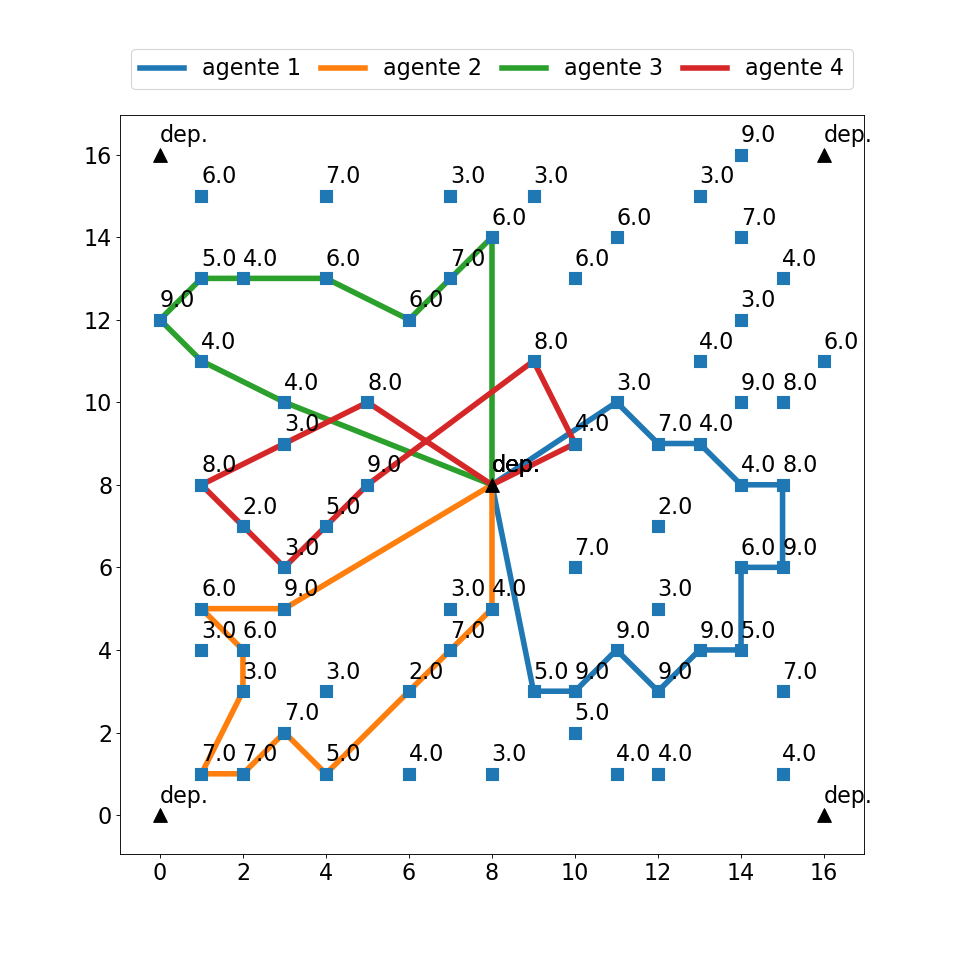 agente 1 agente 2 agente 3 agente 4
9.0
dep. dep.
16
6.0 7.0 3.0 3.0 3.0
6.0 6.0 7.0
14
5.0 4.0 6.0 7.0 6.0 4.0
9.0 6.0 3.0
12
4.0 8.0 4.0 6.0
4.0 8.0 3.0 9.0 8.0
10
3.0 4.0 7.0 4.0
8.0 9.0 dep. 4.0 8.0
8
2.0 5.0 2.0
3.0 7.0 6.0 9.0
6
6.0 9.0 3.0 4.0 3.0
3.0 6.0 7.0 9.0 9.0 5.0
4
3.0 3.0 2.0 5.0 9.0 9.0 7.0
7.0 5.0
2
7.0 7.0 5.0 4.0 3.0 4.0 4.0 4.0
dep. dep.
0
0 2 4 6 8 10 12 14 16